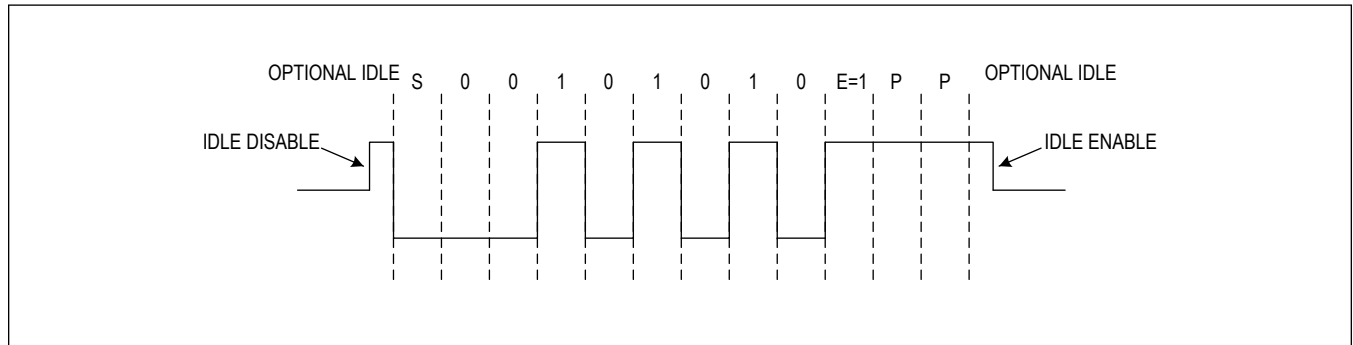 OPTIONAL IDLE S 0 0 1 0 1 0 1 0 E=1 P P OPTIONAL IDLE
IDLE DISABLE IDLE ENABLE